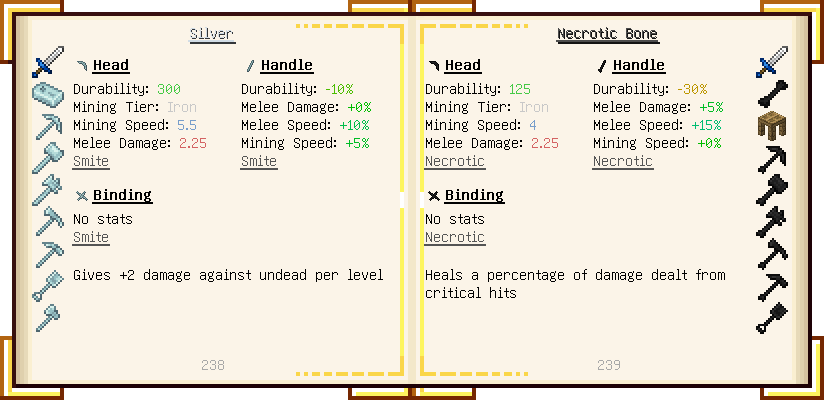 Silver
Head
Durability: 300
Mining Tier: Iron
Mining Speed: 5.5
Melee Damage: 2.25
Smite
Handle
Durability: -10%
Melee Damage: +0%
Melee Speed: +10%
Mining Speed: +5%
Smite
Binding
No stats
Smite
Gives +2 damage against undead per level
238
Necrotic Bone
Head
Durability: 125
Mining Tier: Iron
Mining Speed: 4
Melee Damage: 2.25
Necrotic
Handle
Durability: -30%
Melee Damage: +5%
Melee Speed: +15%
Mining Speed: +0%
Necrotic
Binding
No stats
Necrotic
Heals a percentage of damage dealt from
critical hits
239